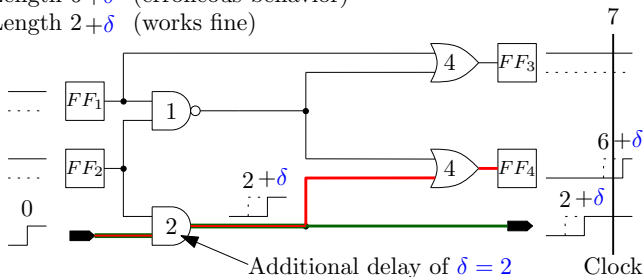 Length 6+δ (erroneous behavior)
Length 2+δ (works fine)
7
4
FF3
FF1
1
6+δ
FF2
2+δ
4
FF4
0
2+δ
2
Additional delay of δ = 2
Clock